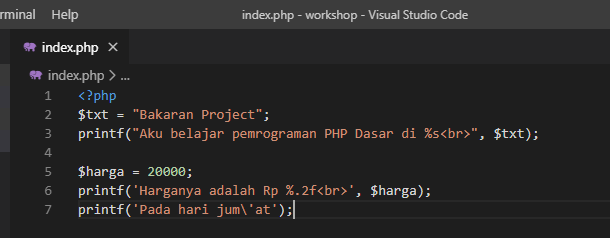 rminal Help index.php - workshop - Visual Studio Code
index.php ×
index.php > ...
1 <?php
2 $txt = "Bakaran Project";
3 printf("Aku belajar pemrograman PHP Dasar di %s<br>", $txt);
4
5 $harga = 20000;
6 printf('Harganya adalah Rp %.2f<br>', $harga);
7 printf('Pada hari jum\'at');